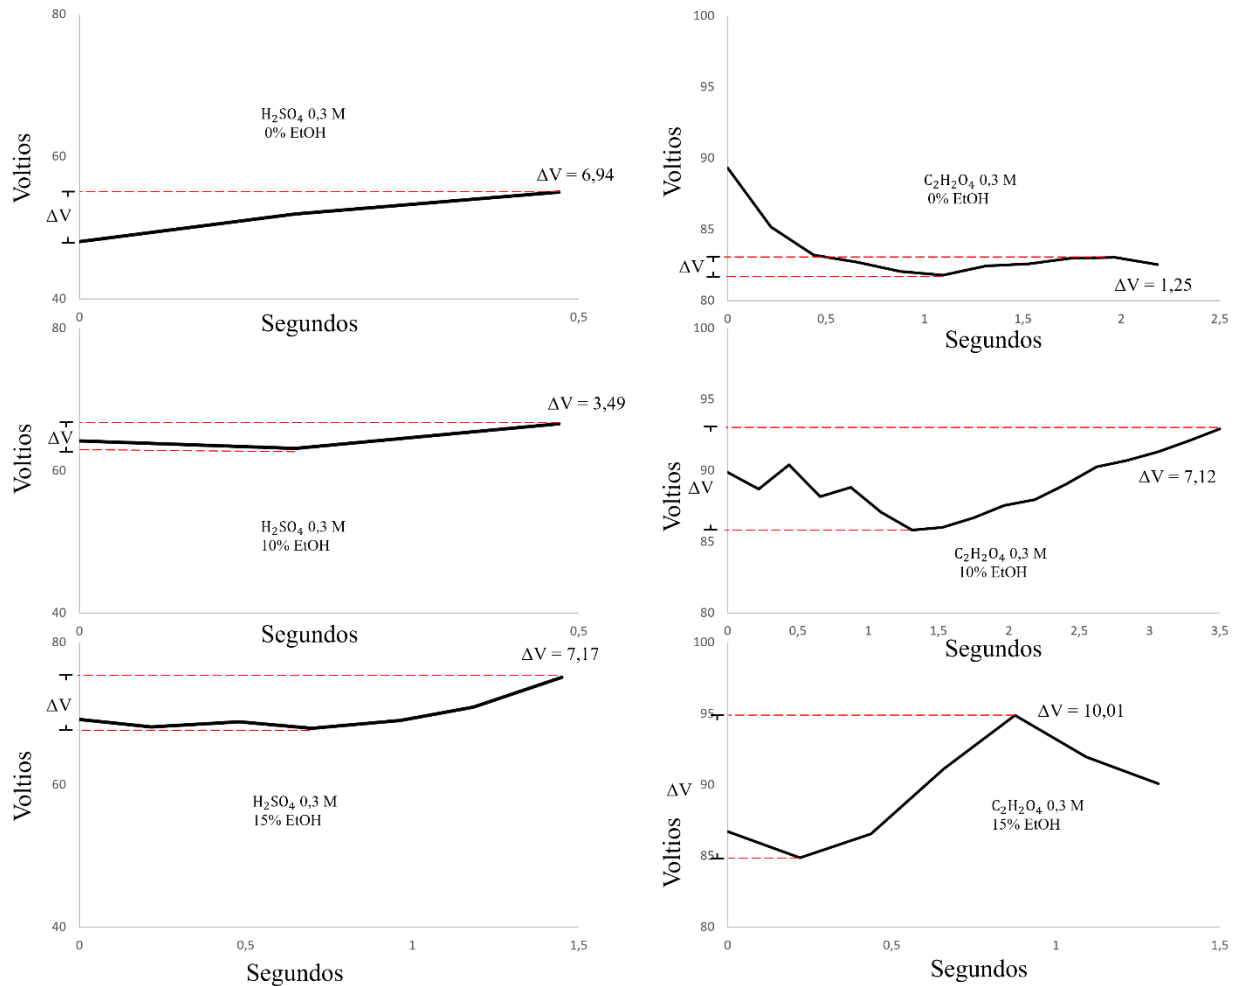 80
60
40
Voltios
H₂SO₄ 0,3 M
0% EtOH
ΔV = 6,94
ΔV
0
0,5
Segundos
100
95
90
85
80
Voltios
C₂H₂O₄ 0,3 M
0% EtOH
ΔV
ΔV = 1,25
0
0,5
1
1,5
2
2,5
Segundos
80
60
40
Voltios
ΔV = 3,49
ΔV
H₂SO₄ 0,3 M
10% EtOH
0
0,5
Segundos
100
95
90
85
80
Voltios
ΔV
ΔV = 7,12
C₂H₂O₄ 0,3 M
10% EtOH
0
0,5
1
1,5
2
2,5
3
3,5
Segundos
80
60
40
Voltios
ΔV = 7,17
ΔV
H₂SO₄ 0,3 M
15% EtOH
0
0,5
1
1,5
Segundos
100
95
90
85
80
Voltios
ΔV = 10,01
ΔV
C₂H₂O₄ 0,3 M
15% EtOH
0
0,5
1
1,5
Segundos